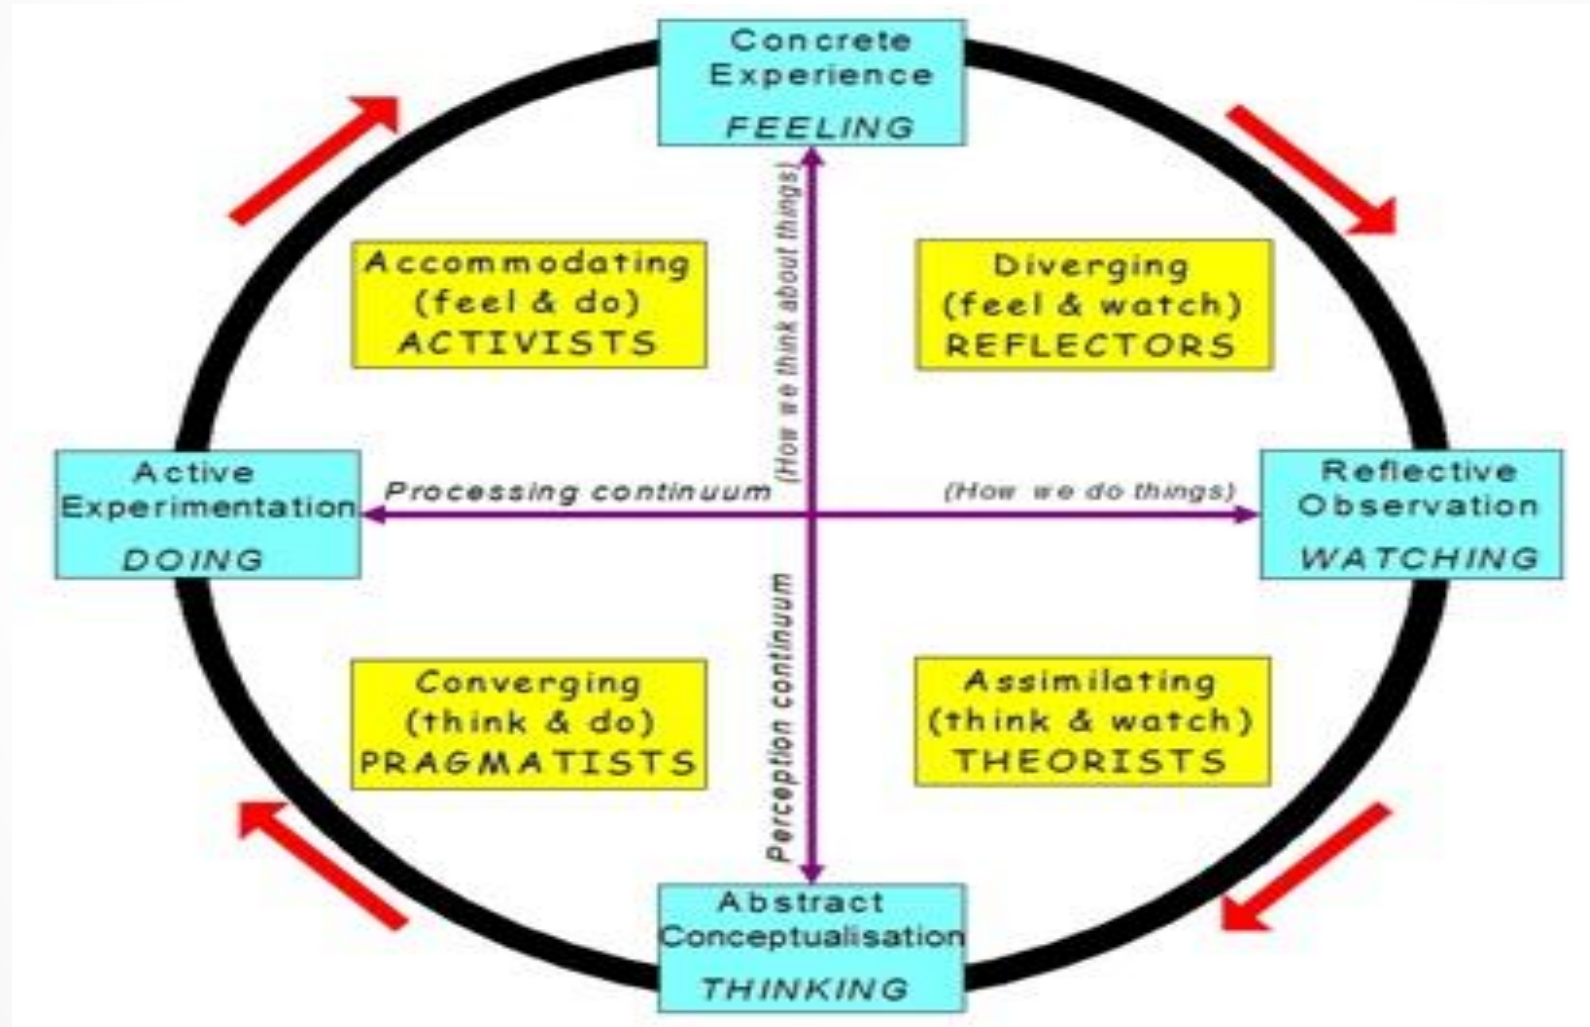 Concrete
Experience
FEELING
Accommodating
(feel & do)
ACTIVISTS
(How we think about things)
Diverging
(feel & watch)
REFLECTORS
Active
Experimentation
DOING
Processing continuum
(How we do things)
Reflective
Observation
WATCHING
Converging
(think & do)
PRAGMATISTS
Perception continuum
Assimilating
(think & watch)
THEORISTS
Abstract
Conceptualisation
THINKING